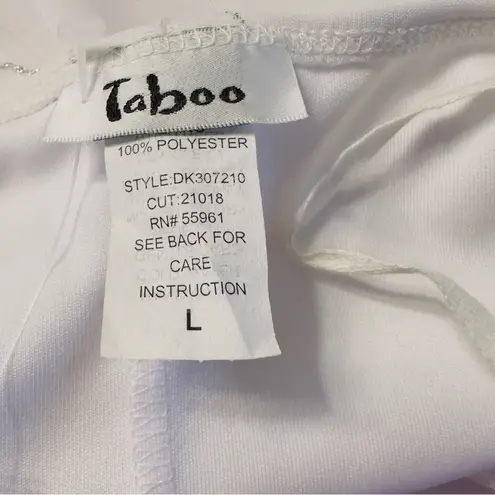 Taboo
100% POLYESTER
STYLE:DK307210
CUT:21018
RN# 55961
SEE BACK FOR
CARE
INSTRUCTION
L